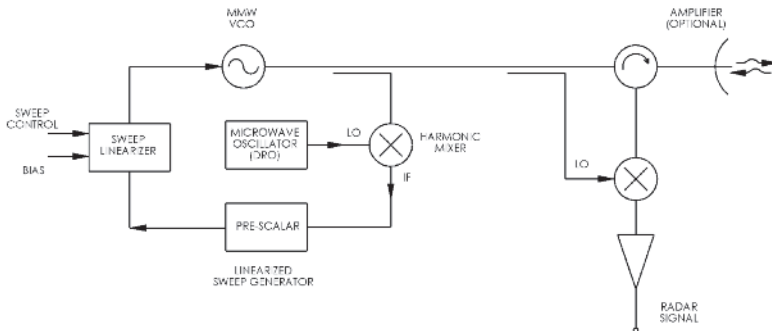 MMW
VCO
AMPLIFIER
(OPTIONAL)
SWEEP
CONTROL
BIAS
SWEEP
LINEARIZER
MICROWAVE
OSCILLATOR
(DRO)
LO
HARMONIC
MIXER
IF
LO
PRE-SCALAR
LINEARIZED
SWEEP GENERATOR
RADAR
SIGNAL